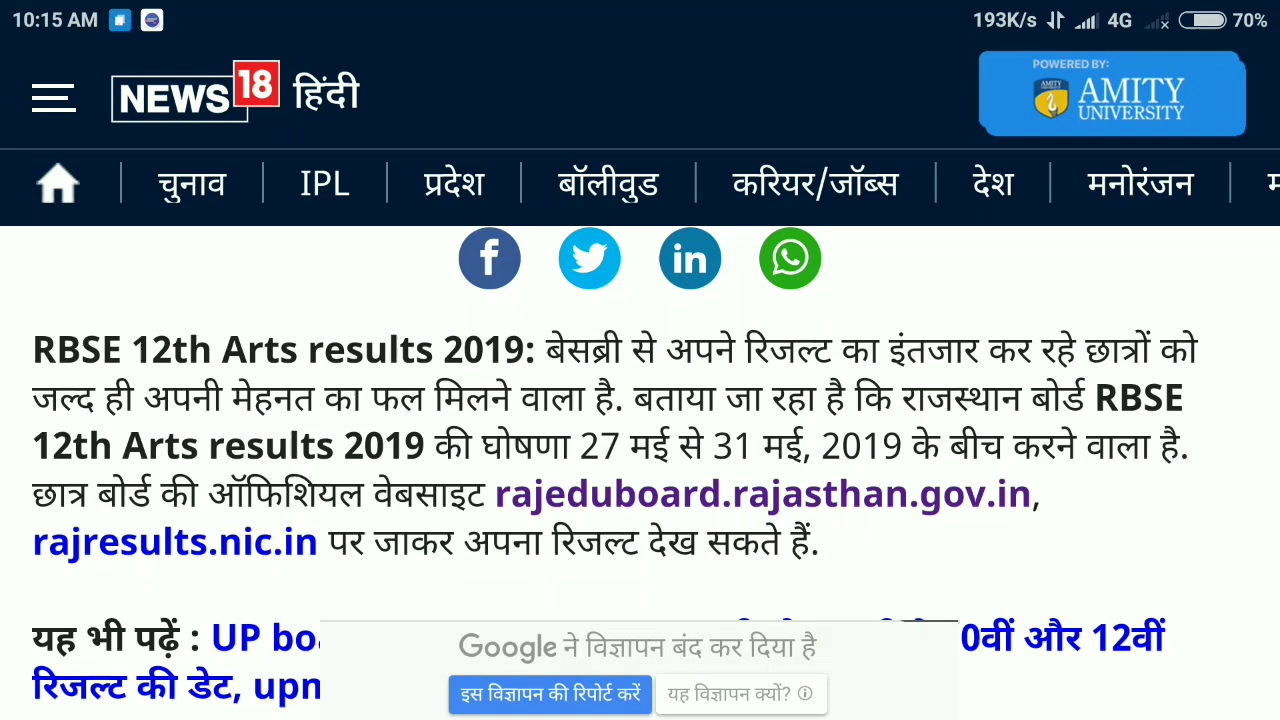 10:15 AM 193K/s 4G 70%
NEWS 18 हिंदी
POWERED BY:
AMITY
AMITY
UNIVERSITY
चुनाव IPL प्रदेश बॉलीवुड करियर/जॉब्स देश मनोरंजन
RBSE 12th Arts results 2019: बेसब्री से अपने रिजल्ट का इंतजार कर रहे छात्रों को
जल्द ही अपनी मेहनत का फल मिलने वाला है. बताया जा रहा है कि राजस्थान बोर्ड RBSE
12th Arts results 2019 की घोषणा 27 मई से 31 मई, 2019 के बीच करने वाला है.
छात्र बोर्ड की ऑफिशियल वेबसाइट rajeduboard.rajasthan.gov.in,
rajresults.nic.in पर जाकर अपना रिजल्ट देख सकते हैं.
यह भी पढ़ें : UP 0वीं और 12वीं
रिजल्ट की डेट,
Google ने विज्ञापन बंद कर दिया है
इस विज्ञापन की रिपोर्ट करें यह विज्ञापन क्यों?